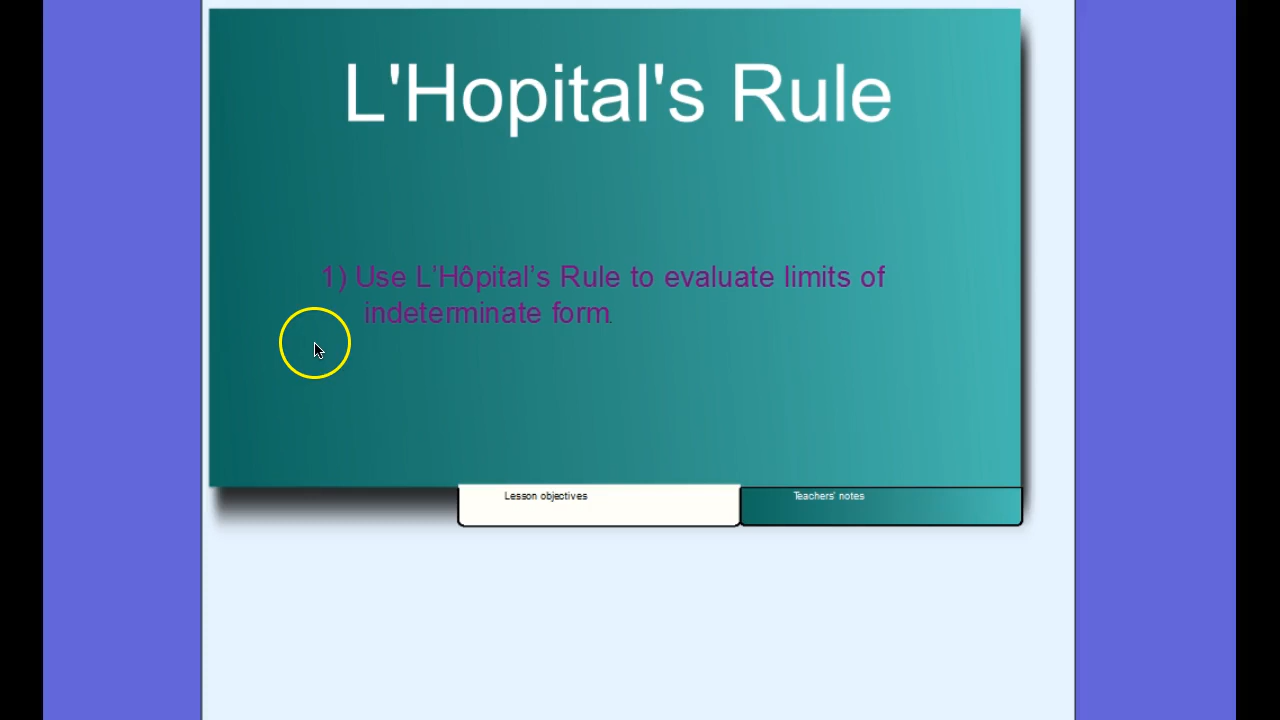 L'Hopital's Rule
1) Use L'Hôpital’s Rule to evaluate limits of
indeterminate form.
Lesson objectives
Teachers' notes